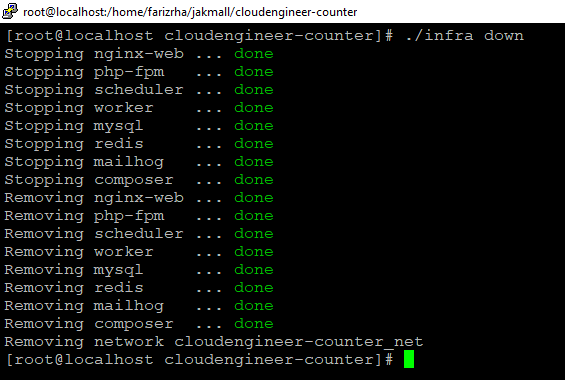 root@localhost:/home/farizrha/jakmall/cloudengineer-counter
[root@localhost cloudengineer-counter]# ./infra down
Stopping nginx-web ... done
Stopping php-fpm   ... done
Stopping scheduler ... done
Stopping worker    ... done
Stopping mysql     ... done
Stopping redis     ... done
Stopping mailhog   ... done
Stopping composer  ... done
Removing nginx-web ... done
Removing php-fpm   ... done
Removing scheduler ... done
Removing worker    ... done
Removing mysql     ... done
Removing redis     ... done
Removing mailhog   ... done
Removing composer  ... done
Removing network cloudengineer-counter_net
[root@localhost cloudengineer-counter]#